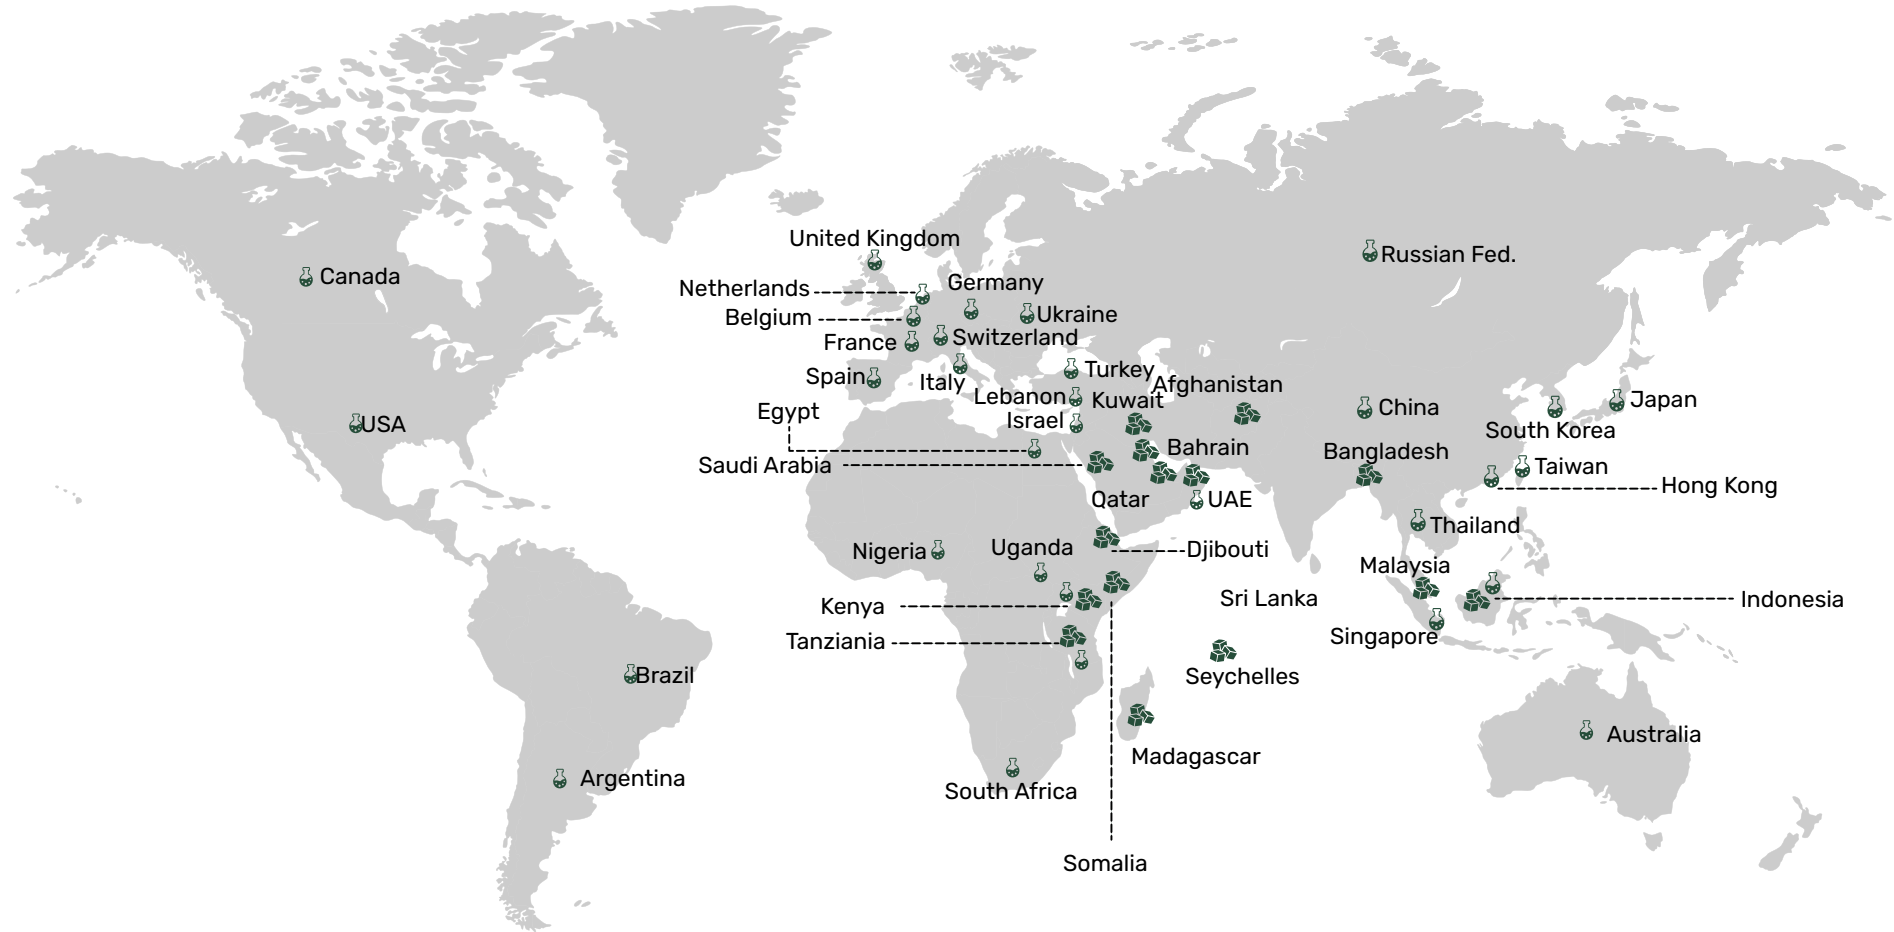 United Kingdom
Russian Fed.
Canada
Netherlands
Germany
Belgium
Ukraine
France
Switzerland
Spain
Italy
Turkey
Afghanistan
Lebanon
Kuwait
Egypt
Israel
China
Japan
USA
South Korea
Bahrain
Bangladesh
Saudi Arabia
Taiwan
Hong Kong
Qatar
UAE
Thailand
Nigeria
Uganda
Djibouti
Malaysia
Kenya
Sri Lanka
Indonesia
Tanziania
Singapore
Brazil
Seychelles
Australia
Madagascar
Argentina
South Africa
Somalia